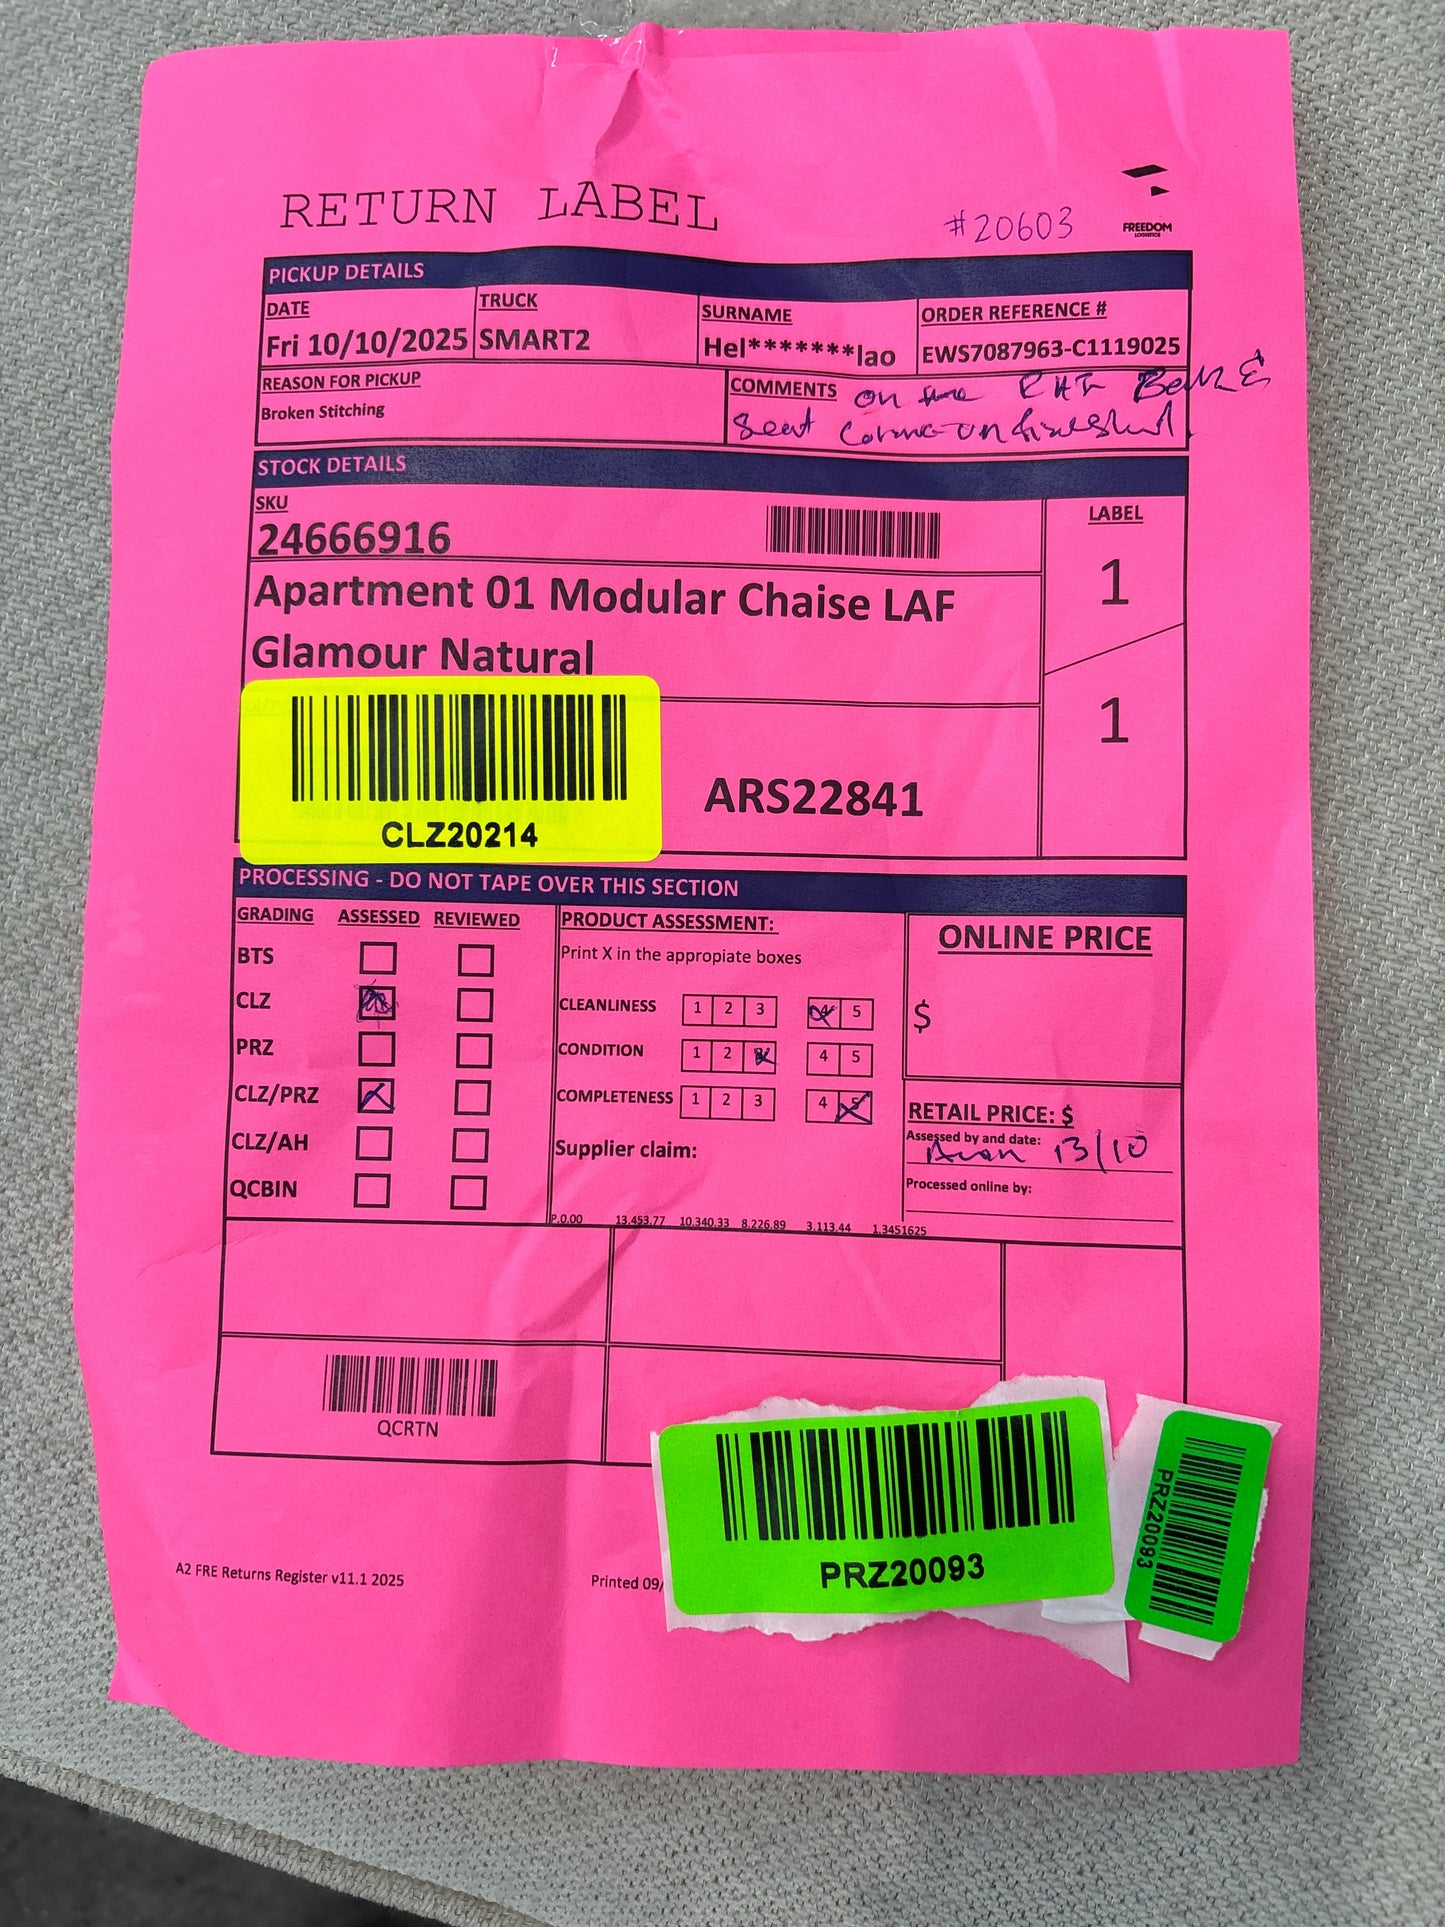 RETURN LABEL
#20603
FREEDOM
LOGISTICS
PICKUP DETAILS
DATE TRUCK SURNAME ORDER REFERENCE #
Fri 10/10/2025 SMART2 Hel*******lao EWS7087963-C1119025
REASON FOR PICKUP
Broken Stitching
COMMENTS on the RHF Back &
Seat
STOCK DETAILS
SKU
24666916
LABEL
1
1
Apartment 01 Modular Chaise LAF
Glamour Natural
CLZ20214
ARS22841
PROCESSING - DO NOT TAPE OVER THIS SECTION
GRADING ASSESSED REVIEWED
BTS
CLZ
PRZ
CLZ/PRZ
CLZ/AH
QCBIN
PRODUCT ASSESSMENT:
Print X in the appropiate boxes
CLEANLINESS 1 2 3 4 5
CONDITION 1 2 3 4 5
COMPLETENESS 1 2 3 4 5
Supplier claim:
P.0.00 13.453.77 10.340.33 8.226.89 3.113.44 1.3451625
ONLINE PRICE
$
RETAIL PRICE: $
Assessed by and date:
13/10
Processed online by:
QCRTN
PRZ20093
PRZ20093
A2 FRE Returns Register v11.1 2025
Printed 09/